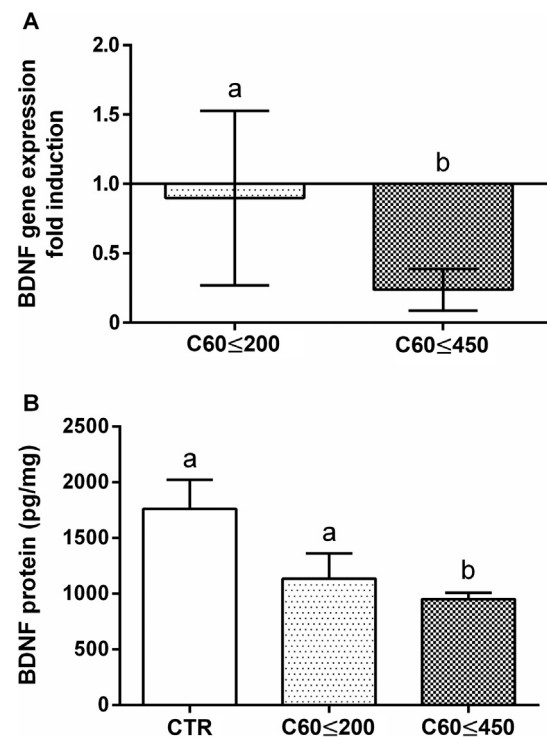 A
BDNF gene expression
fold induction
2.0
1.5
1.0
0.5
0
a
b
C60≤200
C60≤450
B
BDNF protein (pg/mg)
2500
2000
1500
1000
500
0
a
a
b
CTR
C60≤200
C60≤450